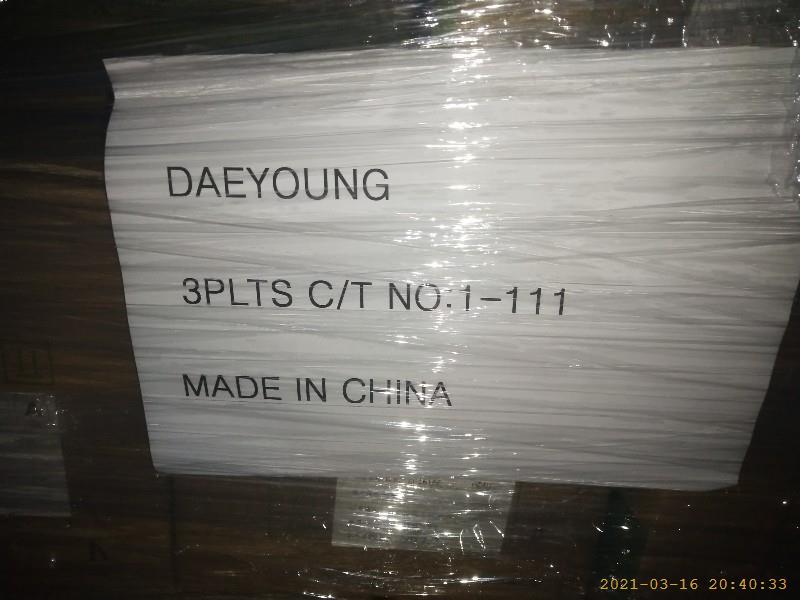 DAEYOUNG
3PLTS C/T NO:1-111
MADE IN CHINA
2021-03-16 20:40:33